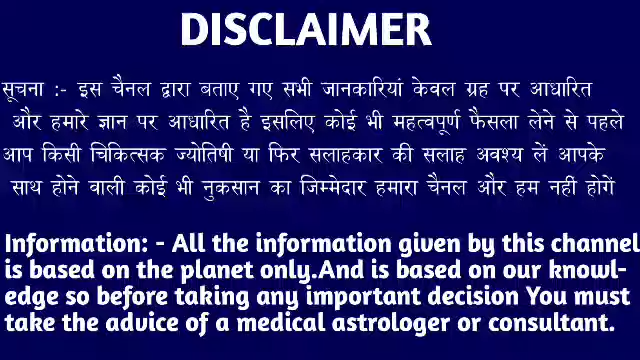 DISCLAIMER
सूचना :- इस चैनल द्वारा बताए गए सभी जानकारियां केवल ग्रह पर आधारित
और हमारे ज्ञान पर आधारित है इसलिए कोई भी महत्वपूर्ण फैसला लेने से पहले
आप किसी चिकित्सक ज्योतिषी या फिर सलाहकार की सलाह अवश्य लें आपके
साथ होने वाली कोई भी नुकसान का जिम्मेदार हमारा चैनल और हम नहीं होगें
Information: - All the information given by this channel
is based on the planet only.And is based on our knowl-
edge so before taking any important decision You must
take the advice of a medical astrologer or consultant.